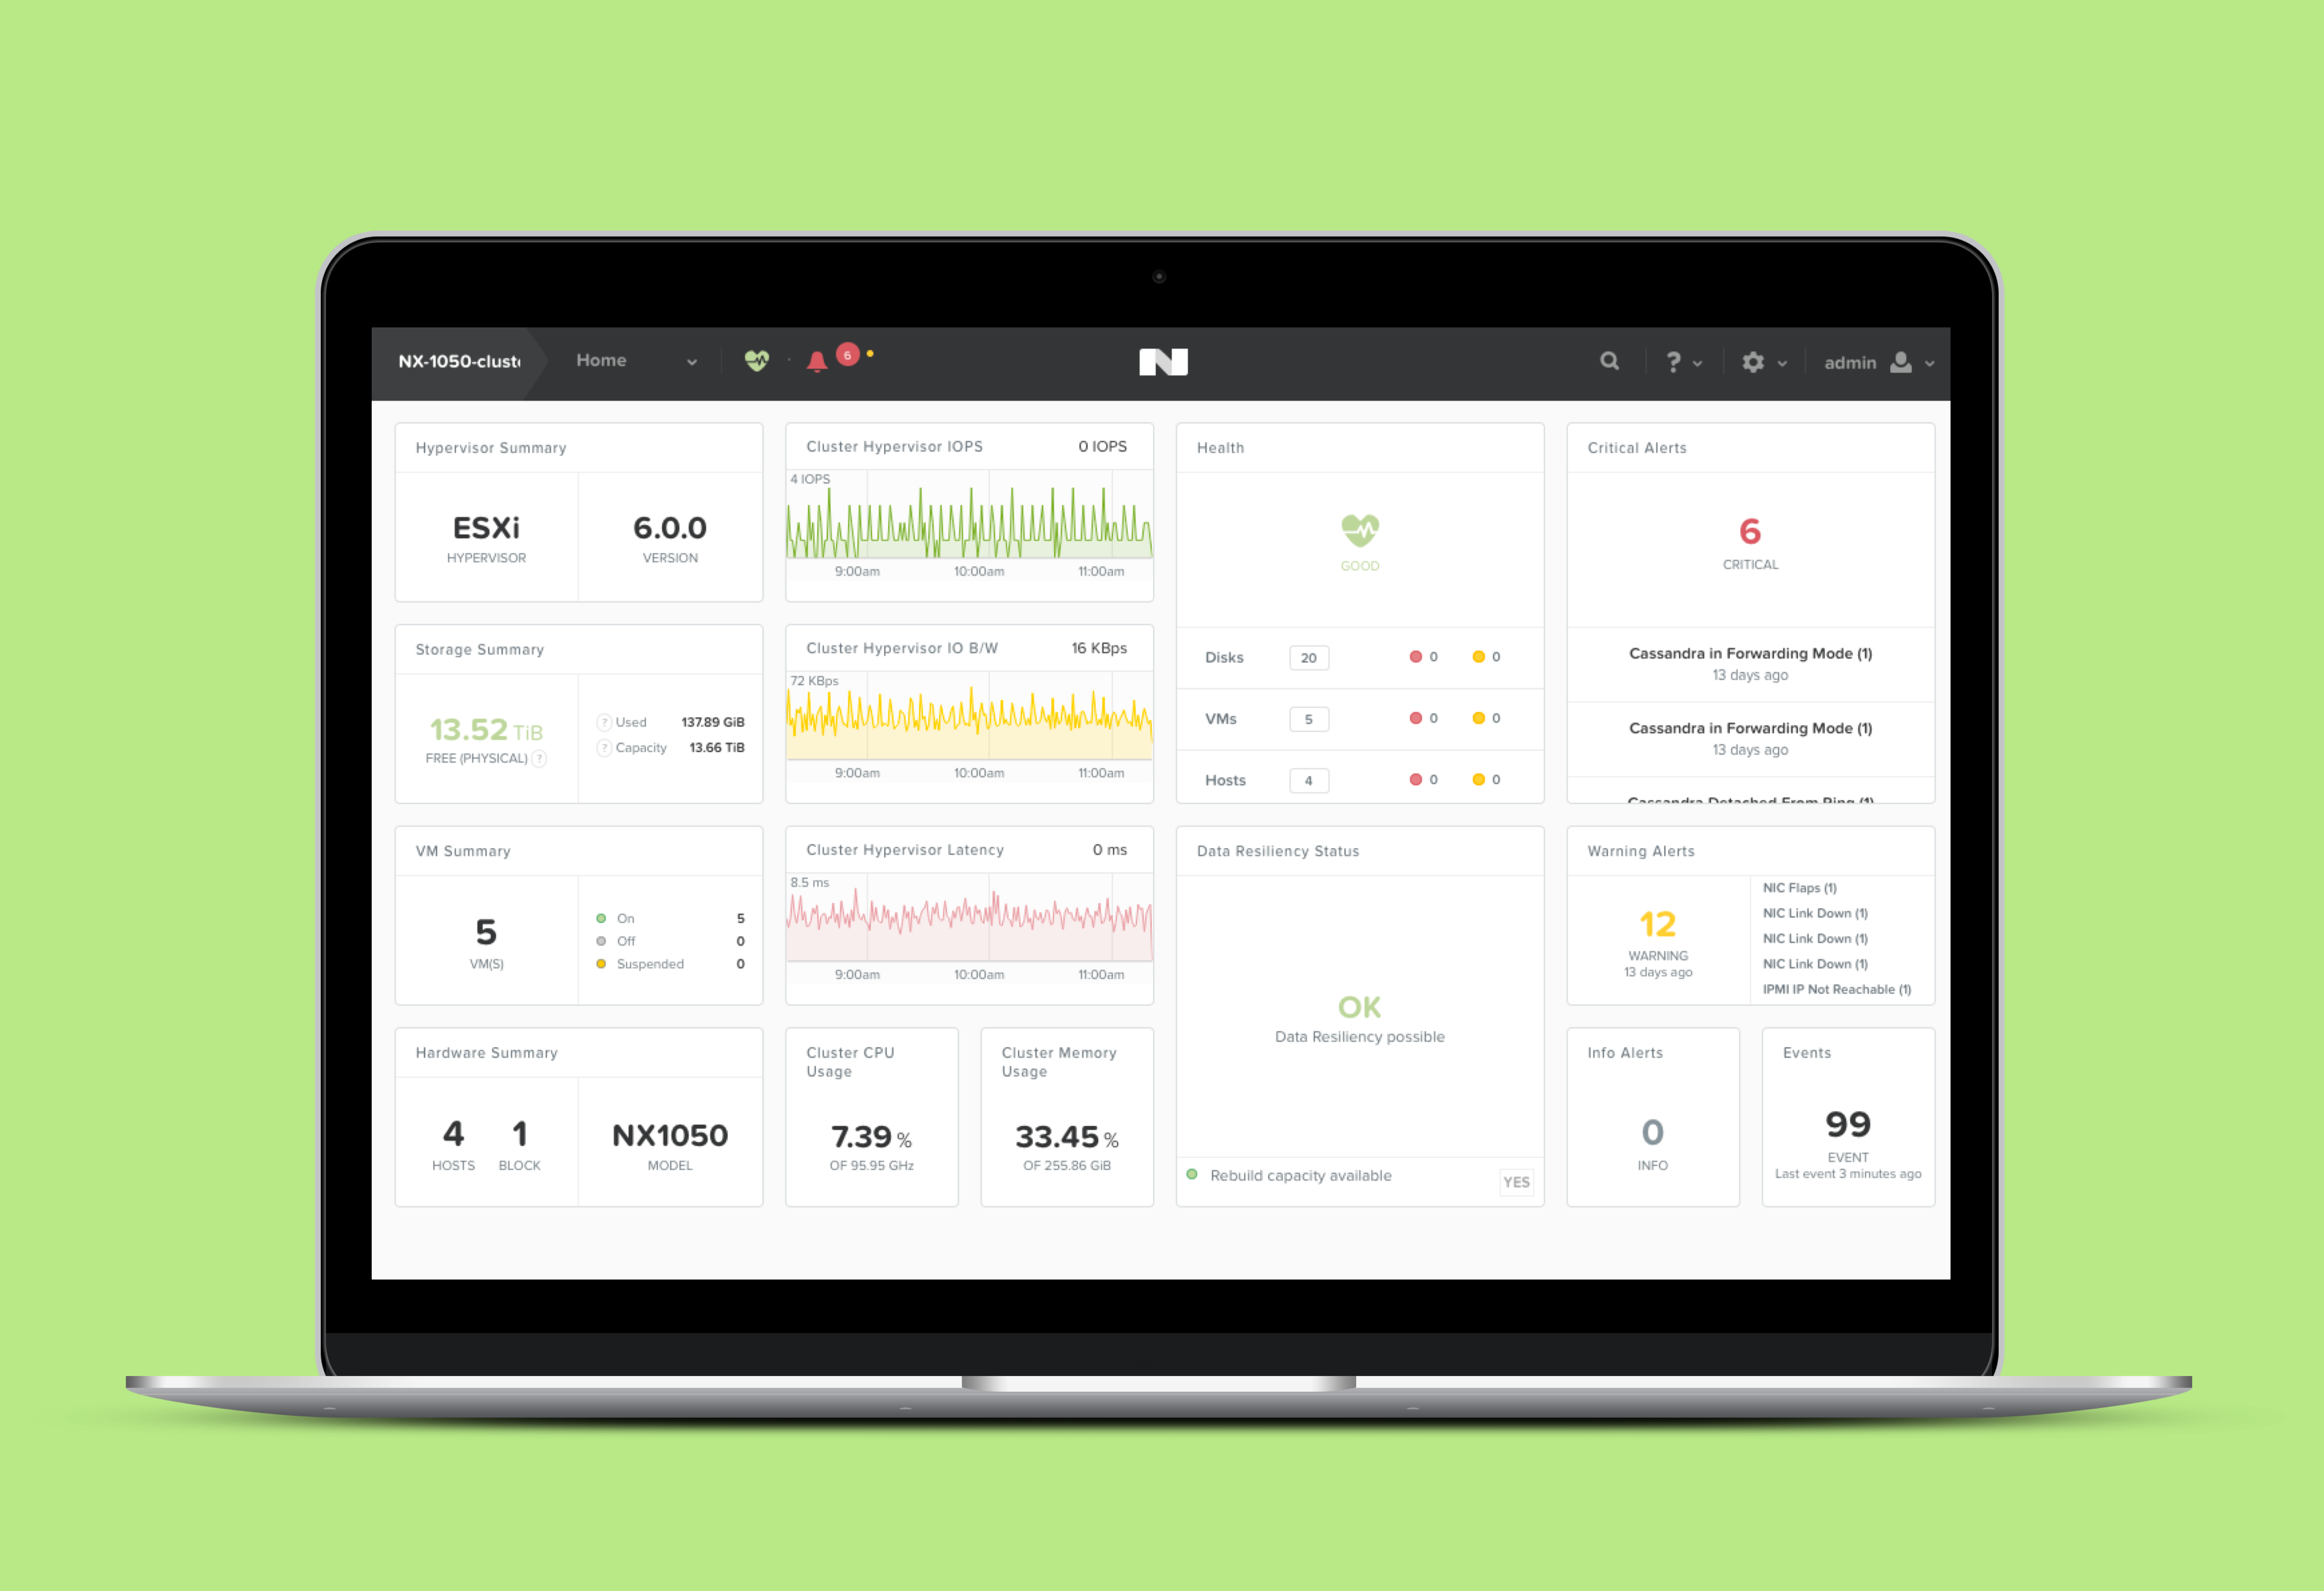 NX-1050-clust
Home
6
?
admin
Hypervisor Summary
ESXi
HYPERVISOR
6.0.0
VERSION
Storage Summary
13.52 TiB
FREE (PHYSICAL) ?
? Used 137.89 GiB
? Capacity 13.66 TiB
VM Summary
5
VM(S)
On 5
Off 0
Suspended 0
Hardware Summary
4
HOSTS
1
BLOCK
NX1050
MODEL
Cluster Hypervisor IOPS 0 IOPS
4 IOPS
9:00am 10:00am 11:00am
Cluster Hypervisor IO B/W 16 KBps
72 KBps
9:00am 10:00am 11:00am
Cluster Hypervisor Latency 0 ms
8.5 ms
9:00am 10:00am 11:00am
Cluster CPU
Usage
7.39 %
OF 95.95 GHz
Cluster Memory
Usage
33.45 %
OF 255.86 GiB
Health
GOOD
Disks 20 0 0
VMs 5 0 0
Hosts 4 0 0
Data Resiliency Status
OK
Data Resiliency possible
Rebuild capacity available YES
Critical Alerts
6
CRITICAL
Cassandra in Forwarding Mode (1)
13 days ago
Cassandra in Forwarding Mode (1)
13 days ago
Cassandra Detached From Ring (1)
Warning Alerts
12
WARNING
13 days ago
NIC Flaps (1)
NIC Link Down (1)
NIC Link Down (1)
NIC Link Down (1)
IPMI IP Not Reachable (1)
Info Alerts
0
INFO
Events
99
EVENT
Last event 3 minutes ago